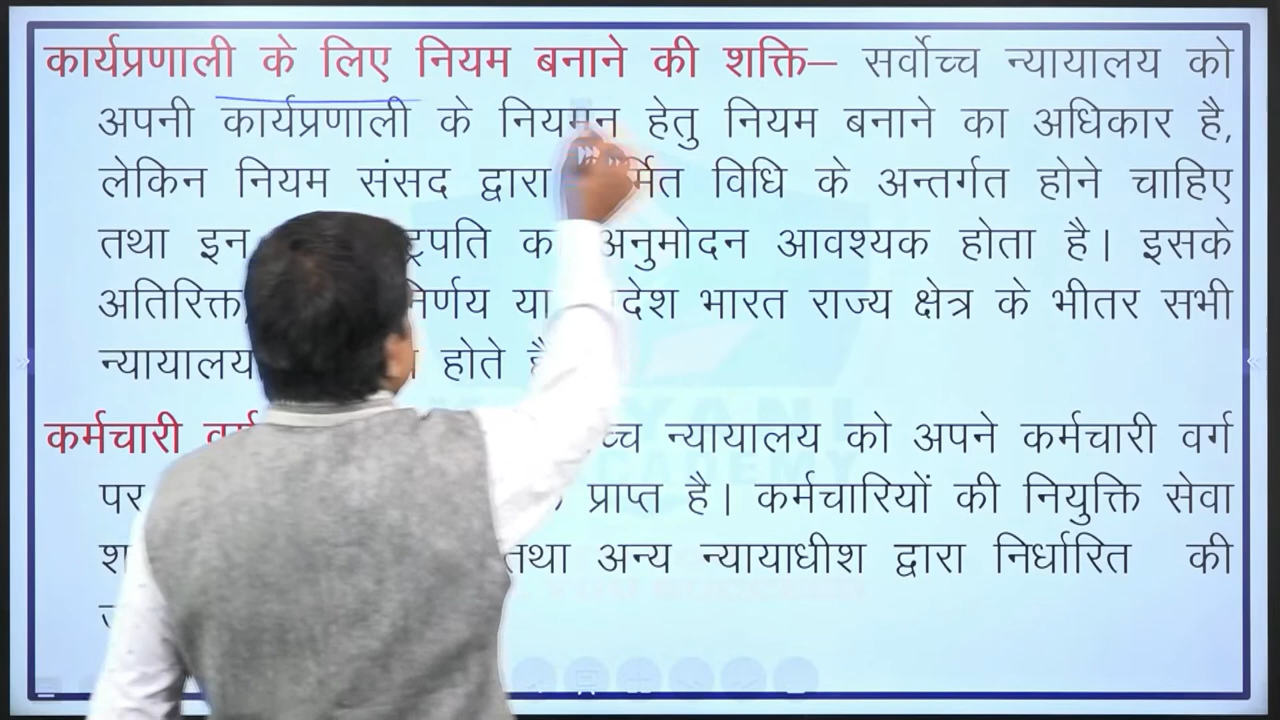 कार्यप्रणाली के लिए नियम बनाने की शक्ति– सर्वोच्च न्यायालय को
अपनी कार्यप्रणाली के नियमन हेतु नियम बनाने का अधिकार है,
लेकिन नियम संसद द्वारा विधि के अन्तर्गत होने चाहिए
तथा इन अनुमोदन आवश्यक होता है। इसके
अतिरिक्त या भारत राज्य क्षेत्र के भीतर सभी
न्यायालय होते
कर्मचारी न्यायालय को अपने कर्मचारी वर्ग
पर प्राप्त है। कर्मचारियों की नियुक्ति सेवा
तथा अन्य न्यायाधीश द्वारा निर्धारित की